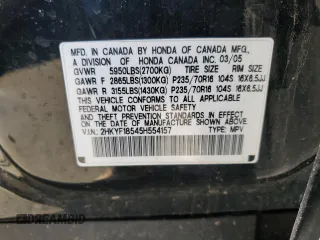 MFD. IN CANADA BY HONDA OF CANADA MFG.,
A DIVISION OF HONDA CANADA INC. 03/05
GVWR 5950LBS(2700KG) TIRE SIZE RIM SIZE
GAWR F 2865LBS(1300KG) P235/70R16 104S 16X6.5JJ
GAWR R 3155LBS(1430KG) P235/70R16 104S 16X6.5JJ
THIS VEHICLE CONFORMS TO ALL APPLICABLE
FEDERAL MOTOR VEHICLE SAFETY STANDARDS IN
EFFECT ON THE DATE OF MANUFACTURE SHOWN ABOVE.
V.I.N.: 2HKYF18545H554157 TYPE: MPV